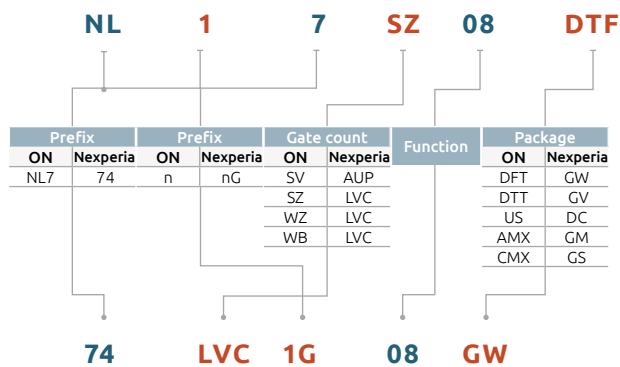 NL 1 7 SZ 08 DTF
Prefix Prefix Gate count Function Package
ON Nexperia ON Nexperia ON Nexperia ON Nexperia
NL7 74 n nG SV AUP DFT GW
SZ LVC DTT GV
WZ LVC US DC
WB LVC AMX GM
CMX GS
74 LVC 1G 08 GW